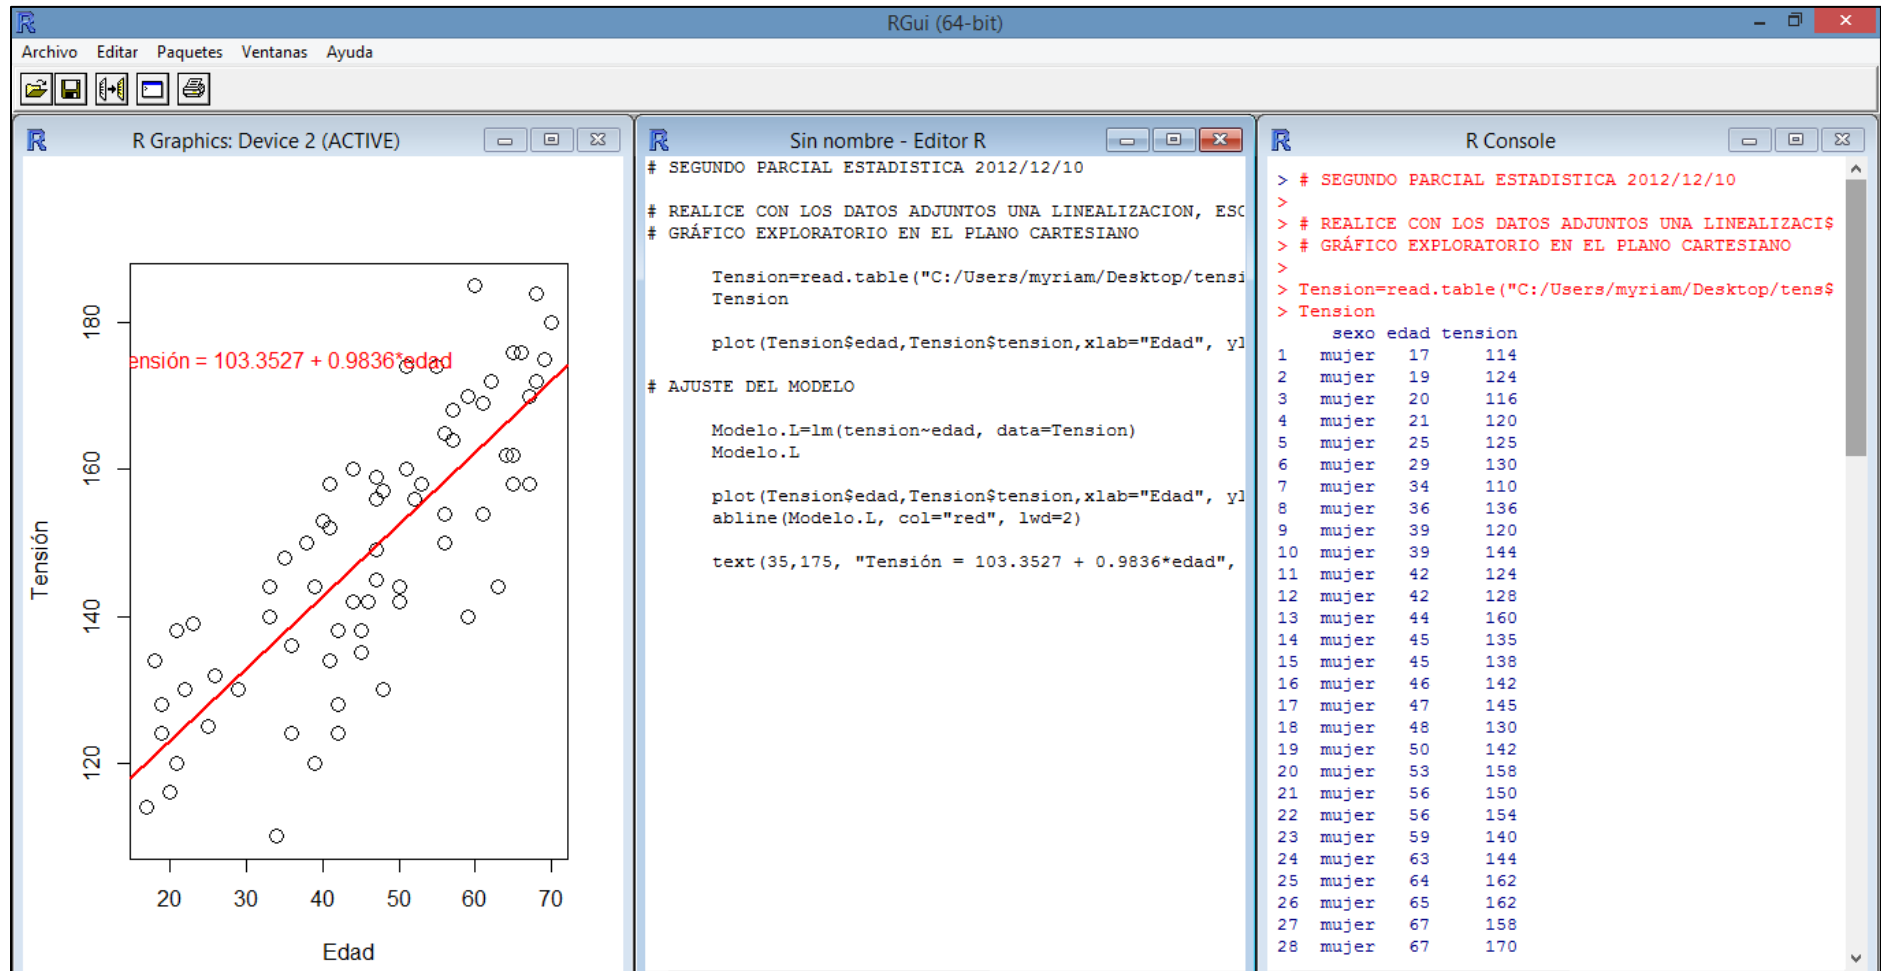 RGui (64-bit)
Archivo Editar Paquetes Ventanas Ayuda
R Graphics: Device 2 (ACTIVE)
ensión = 103.3527 + 0.9836*edad
180
160
140
120
Tensión
20 30 40 50 60 70
Edad
Sin nombre - Editor R
# SEGUNDO PARCIAL ESTADISTICA 2012/12/10
# REALICE CON LOS DATOS ADJUNTOS UNA LINEALIZACION, ESC
# GRÁFICO EXPLORATORIO EN EL PLANO CARTESIANO
Tension=read.table("C:/Users/myriam/Desktop/tensi
Tension
plot(Tension$edad,Tension$tension,xlab="Edad", yl
# AJUSTE DEL MODELO
Modelo.L=lm(tension~edad, data=Tension)
Modelo.L
plot(Tension$edad,Tension$tension,xlab="Edad", yl
abline(Modelo.L, col="red", lwd=2)
text(35,175, "Tensión = 103.3527 + 0.9836*edad",
R Console
> # SEGUNDO PARCIAL ESTADISTICA 2012/12/10
>
> # REALICE CON LOS DATOS ADJUNTOS UNA LINEALIZACI$
> # GRÁFICO EXPLORATORIO EN EL PLANO CARTESIANO
>
> Tension=read.table("C:/Users/myriam/Desktop/tens$
> Tension
sexo edad tension
1 mujer 17 114
2 mujer 19 124
3 mujer 20 116
4 mujer 21 120
5 mujer 25 125
6 mujer 29 130
7 mujer 34 110
8 mujer 36 136
9 mujer 39 120
10 mujer 39 144
11 mujer 42 124
12 mujer 42 128
13 mujer 44 160
14 mujer 45 135
15 mujer 45 138
16 mujer 46 142
17 mujer 47 145
18 mujer 48 130
19 mujer 50 142
20 mujer 53 158
21 mujer 56 150
22 mujer 56 154
23 mujer 59 140
24 mujer 63 144
25 mujer 64 162
26 mujer 65 162
27 mujer 67 158
28 mujer 67 170